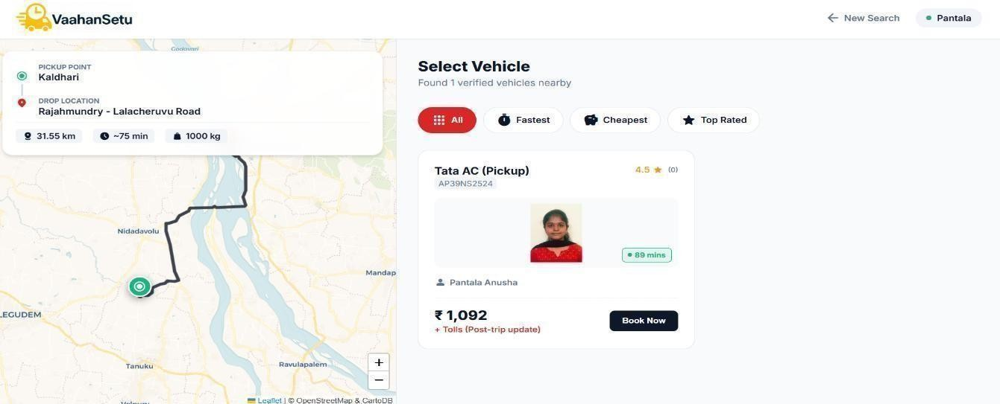 VaahanSetu
New Search
Pantala
Godavari
PICKUP POINT
Kaldhari
DROP LOCATION
Rajahmundry - Lalacheruvu Road
31.55 km
~75 min
1000 kg
Nidadavolu
Mandap
LEGUDEM
Tanuku
Ravulapalem
+
−
Leaflet | © OpenStreetMap & CartoDB
Select Vehicle
Found 1 verified vehicles nearby
All
Fastest
Cheapest
Top Rated
Tata AC (Pickup)
4.5 ★ (0)
AP39NS2524
89 mins
Pantala Anusha
₹ 1,092
+ Tolls (Post-trip update)
Book Now